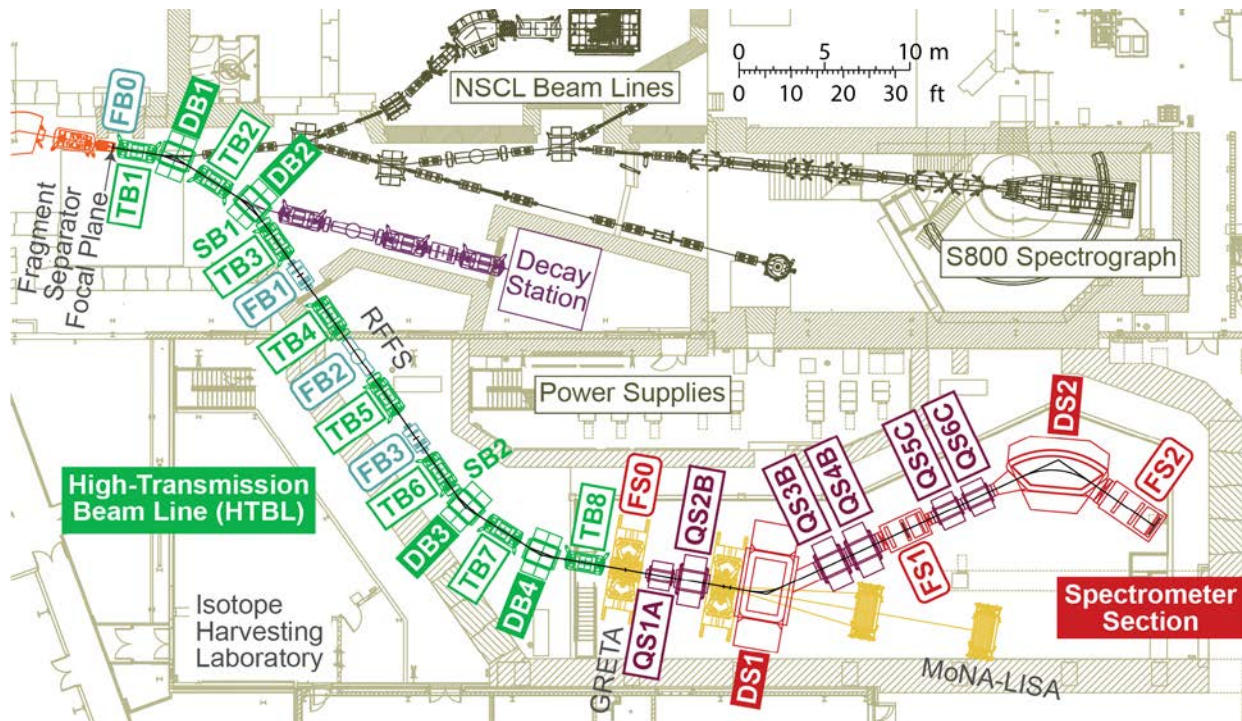 0 5 10 m
0 10 20 30 ft
NSCL Beam Lines
FB0
DB1
TB2
DB2
TB1
Fragment
Separator
Focal Plane
SB1
TB3
FB1
Decay
Station
S800 Spectrograph
TB4
RFFS
FB2
TB5
Power Supplies
FB3
SB2
TB6
High-Transmission
Beam Line (HTBL)
DB3
TB7
DB4
TB8
FS0
QS1A
QS2B
QS3B
QS4B
QS5C
QS6C
DS2
FS2
FS1
DS1
Spectrometer
Section
Isotope
Harvesting
Laboratory
GRETA
MoNA-LISA